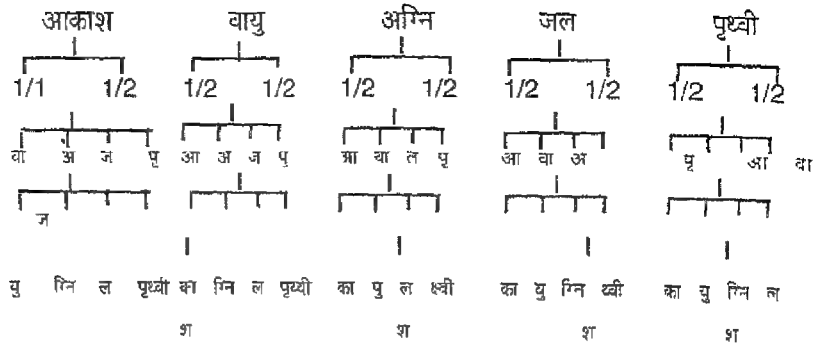 आकाश वायु अग्नि जल पृथ्वी
1/1 1/2 1/2 1/2 1/2 1/2 1/2 1/2 1/2 1/2
वा अ ज पृ आ अ ज पृ आ वा ल पृ आ वा अ पृ आ वा
ज
यु ग्नि ल पृथ्वी का ग्नि ल पृथ्वी का पु ल क्ष्वी का यु ग्नि थ्वी का यु ग्नि ल
श श श श